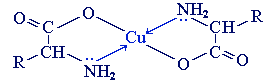 O O NH₂ R
C Cu CH
CH C
R NH₂ O O